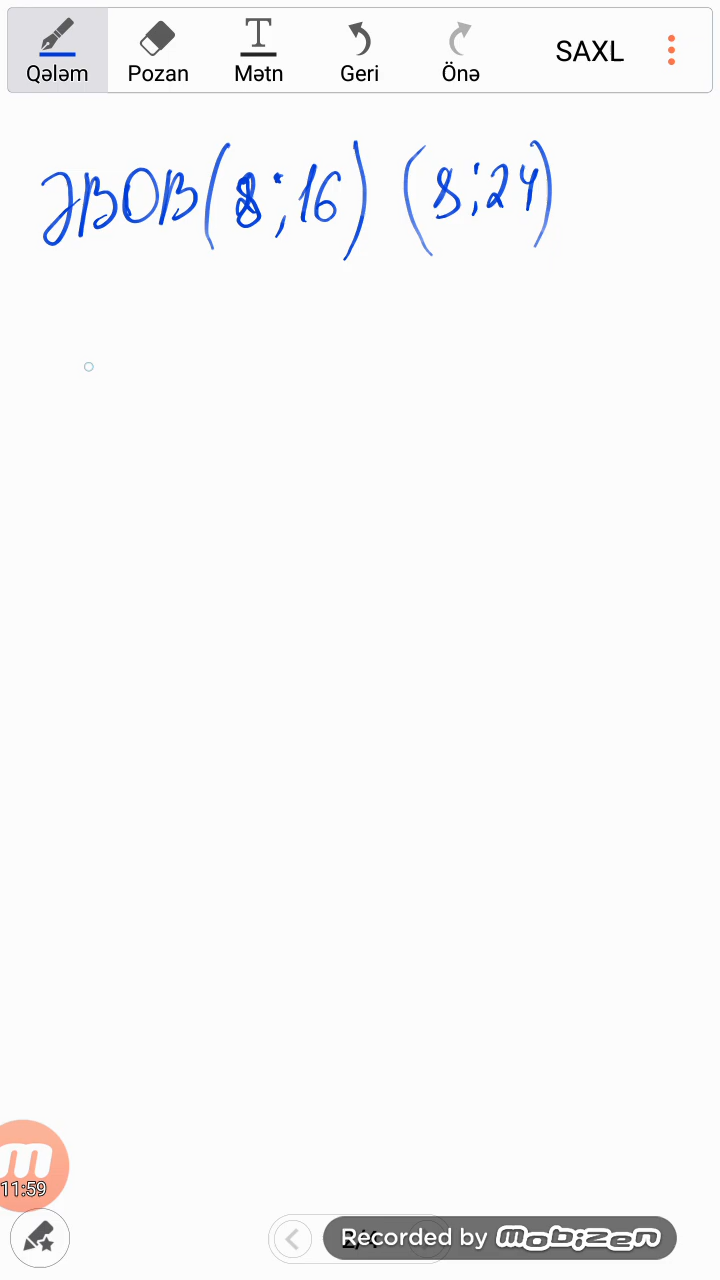 Qələm Pozan Mətn Geri Önə SAXL
ƏBOB(8;16) (8;24)
m
11:59
Recorded by mobizen